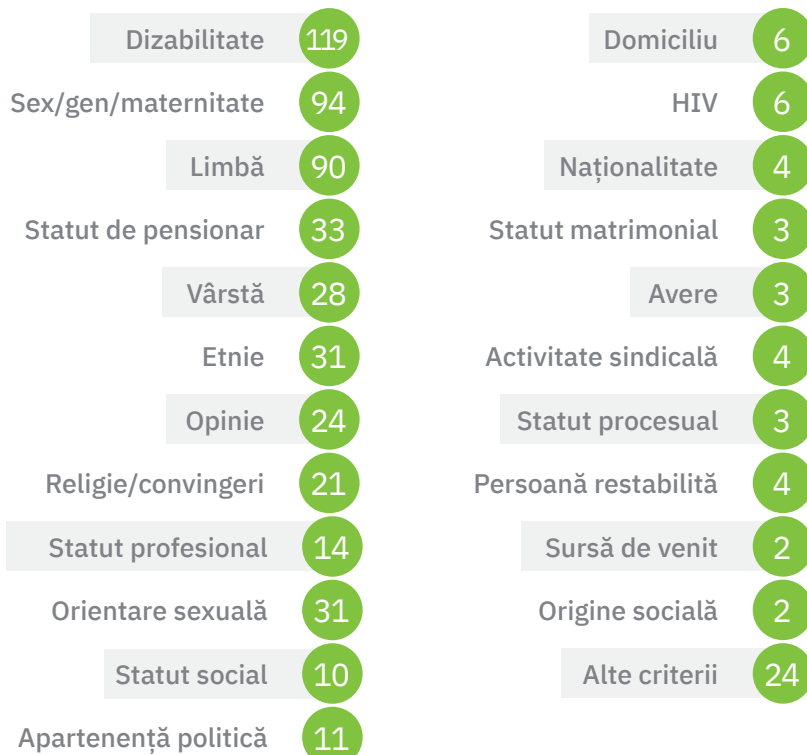 Dizabilitate 119
Sex/gen/maternitate 94
Limbă 90
Statut de pensionar 33
Vârstă 28
Etnie 31
Opinie 24
Religie/convingeri 21
Statut profesional 14
Orientare sexuală 31
Statut social 10
Apartenență politică 11
Domiciliu 6
HIV 6
Naționalitate 4
Statut matrimonial 3
Avere 3
Activitate sindicală 4
Statut procesual 3
Persoană restabilită 4
Sursă de venit 2
Origine socială 2
Alte criterii 24